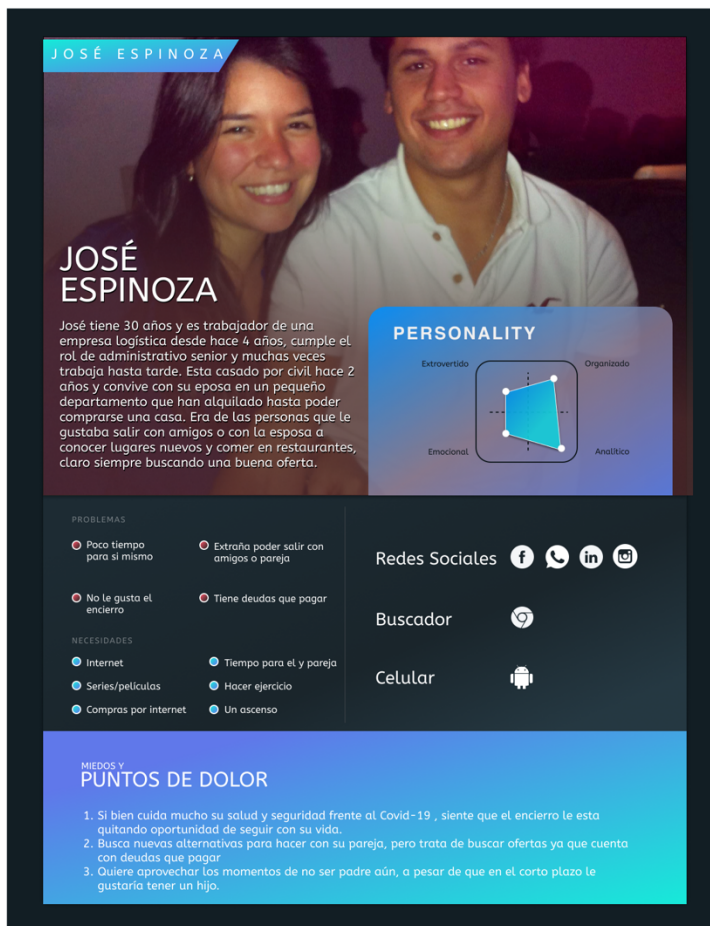 JOSÉ ESPINOZA
JOSÉ
ESPINOZA
José tiene 30 años y es trabajador de una
empresa logística desde hace 4 años, cumple el
rol de administrativo senior y muchas veces
trabaja hasta tarde. Esta casado por civil hace 2
años y convive con su eposa en un pequeño
departamento que han alquilado hasta poder
comprarse una casa. Era de las personas que le
gustaba salir con amigos o con la esposa a
conocer lugares nuevos y comer en restaurantes,
claro siempre buscando una buena oferta.
PERSONALITY
Extrovertido
Organizado
Emocional
Analítico
PROBLEMAS
Poco tiempo
para si mismo
Extraña poder salir con
amigos o pareja
No le gusta el
encierro
Tiene deudas que pagar
NECESIDADES
Internet
Tiempo para el y pareja
Series/películas
Hacer ejercicio
Compras por internet
Un ascenso
Redes Sociales
Buscador
Celular
MIEDOS Y
PUNTOS DE DOLOR
1. Si bien cuida mucho su salud y seguridad frente al Covid-19 , siente que el encierro le esta
quitando oportunidad de seguir con su vida.
2. Busca nuevas alternativas para hacer con su pareja, pero trata de buscar ofertas ya que cuenta
con deudas que pagar
3. Quiere aprovechar los momentos de no ser padre aún, a pesar de que en el corto plazo le
gustaría tener un hijo.